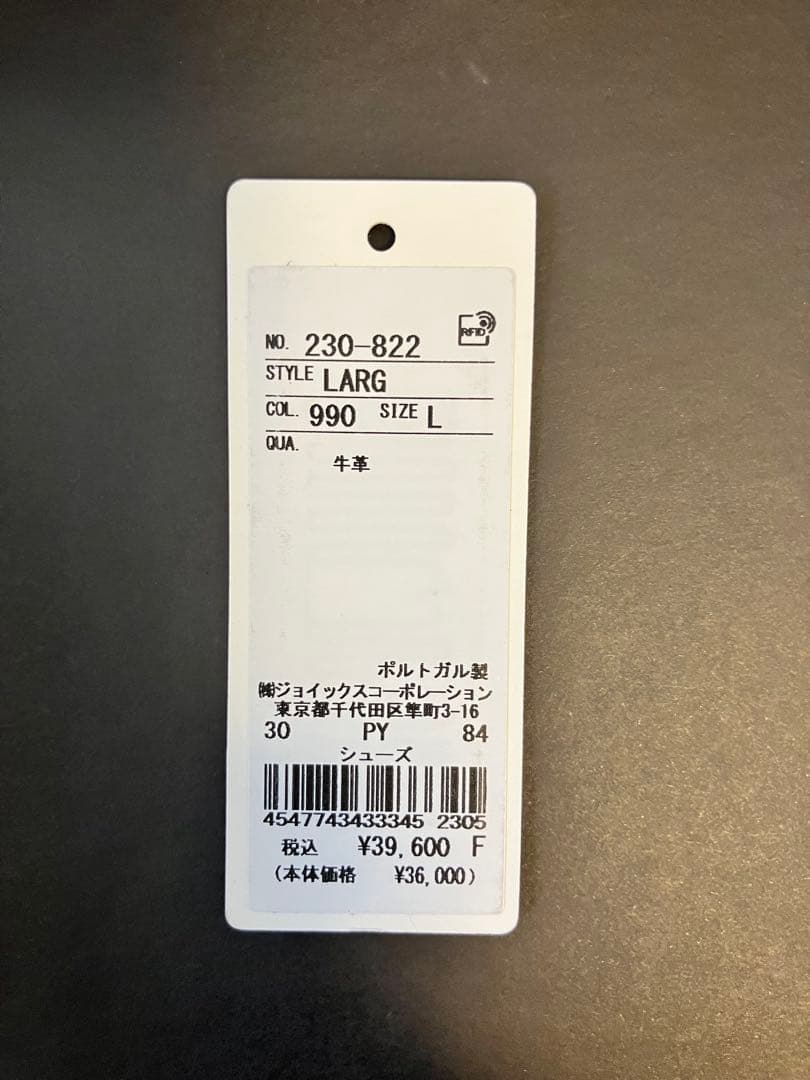 RFID
NO. 230-822
STYLE LARG
COL. 990 SIZE L
QUA.
牛革
ポルトガル製
㈱ジョイックスコーポレーション
東京都千代田区隼町3-16
30 PY 84
シューズ
4547743433345 2305
税込 ¥39,600 F
(本体価格 ¥36,000)